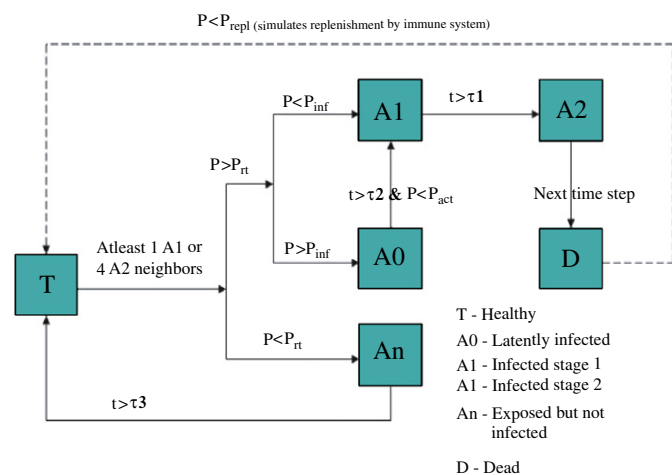 P<Prepl (simulates replenishment by immune system)
P<Pinf
A1
t>τ1
A2
P>Prt
t>τ2 & P<Pact
Next time step
Atleast 1 A1 or
4 A2 neighbors
P>Pinf
A0
D
T
T - Healthy
P<Prt
An
A0 - Latently infected
A1 - Infected stage 1
A1 - Infected stage 2
t>τ3
An - Exposed but not
infected
D - Dead